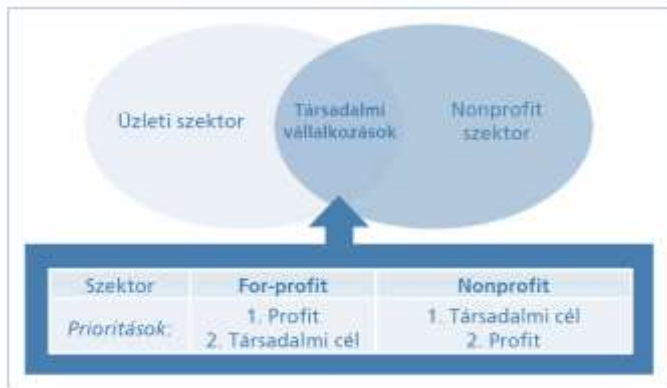 Üzleti szektor
Társadalmi
vállalkozások
Nonprofit
szektor
Szektor For-profit Nonprofit
Prioritások: 1. Profit 1. Társadalmi cél
2. Társadalmi cél 2. Profit